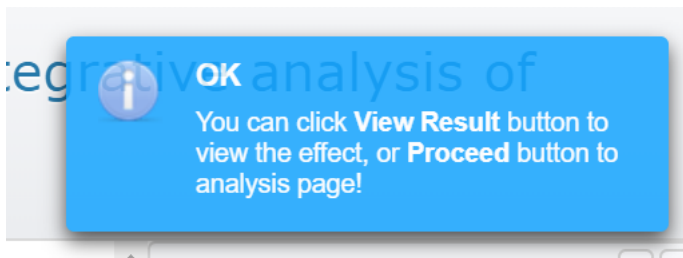 tegrative analysis of
OK
You can click View Result button to
view the effect, or Proceed button to
analysis page!